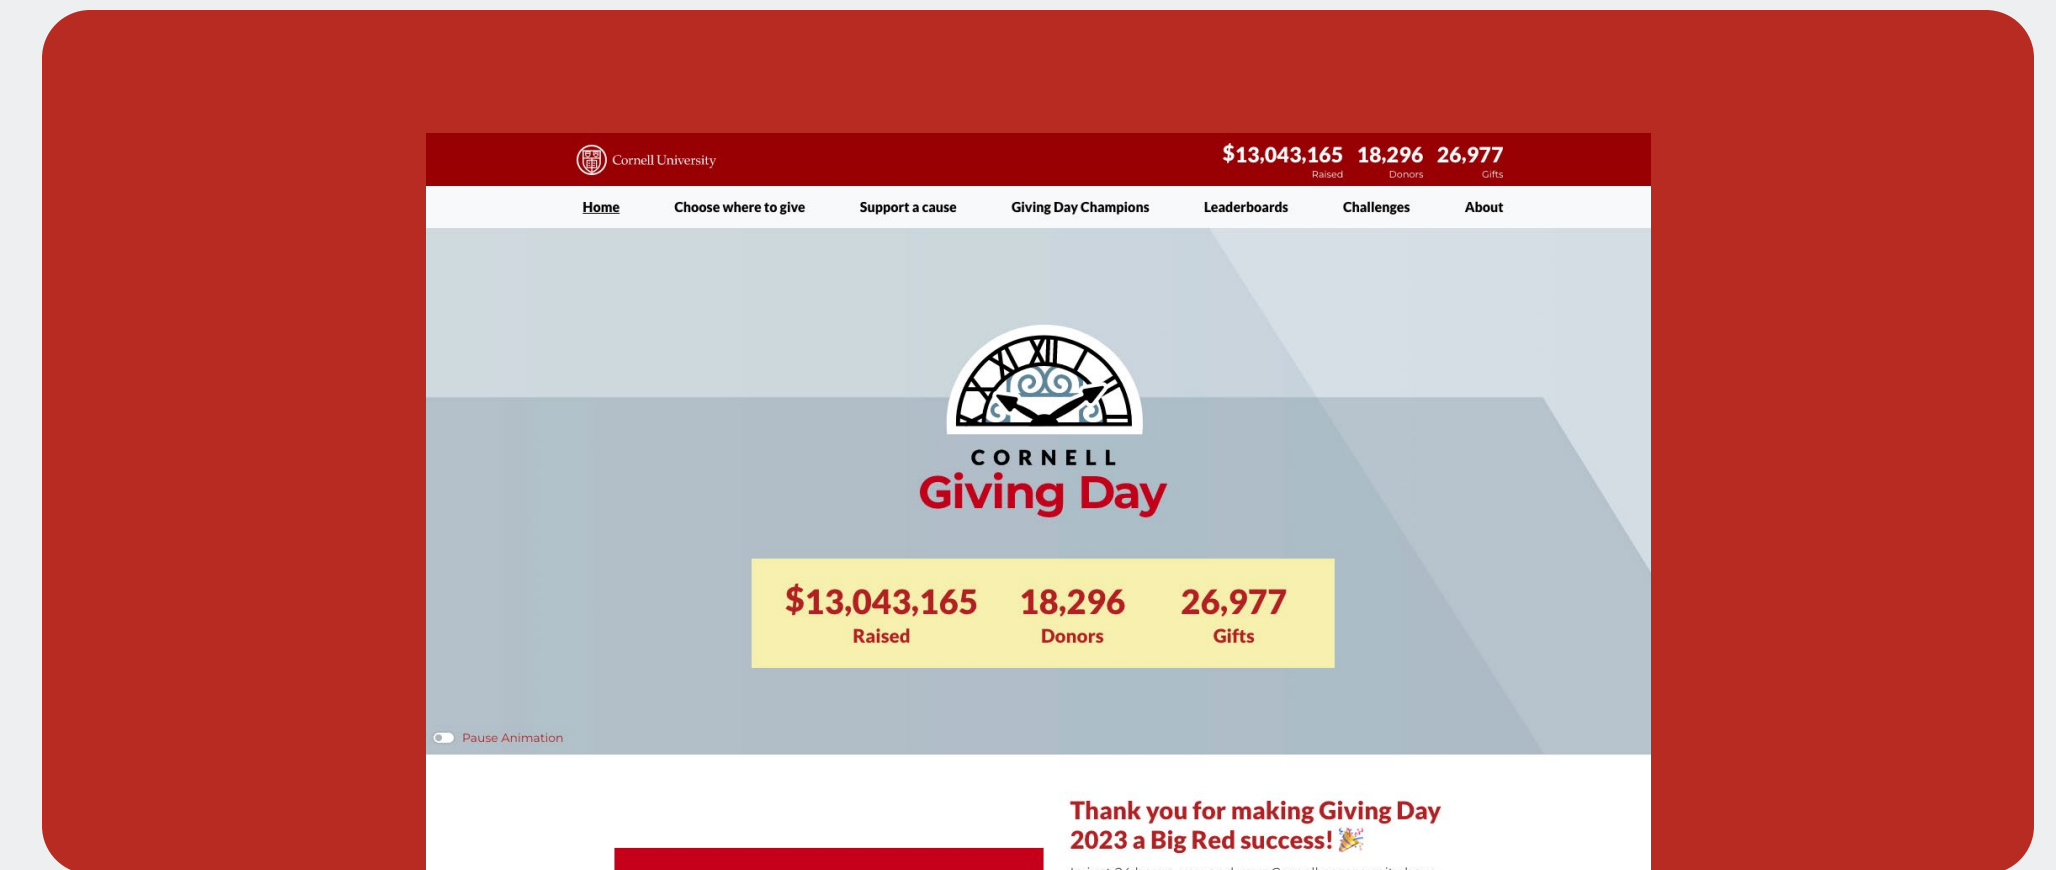 Cornell University
$13,043,165 18,296 26,977
Raised Donors Gifts
Home Choose where to give Support a cause Giving Day Champions Leaderboards Challenges About
XII
CORNELL
Giving Day
$13,043,165 18,296 26,977
Raised Donors Gifts
Pause Animation
Thank you for making Giving Day
2023 a Big Red success! 🎉